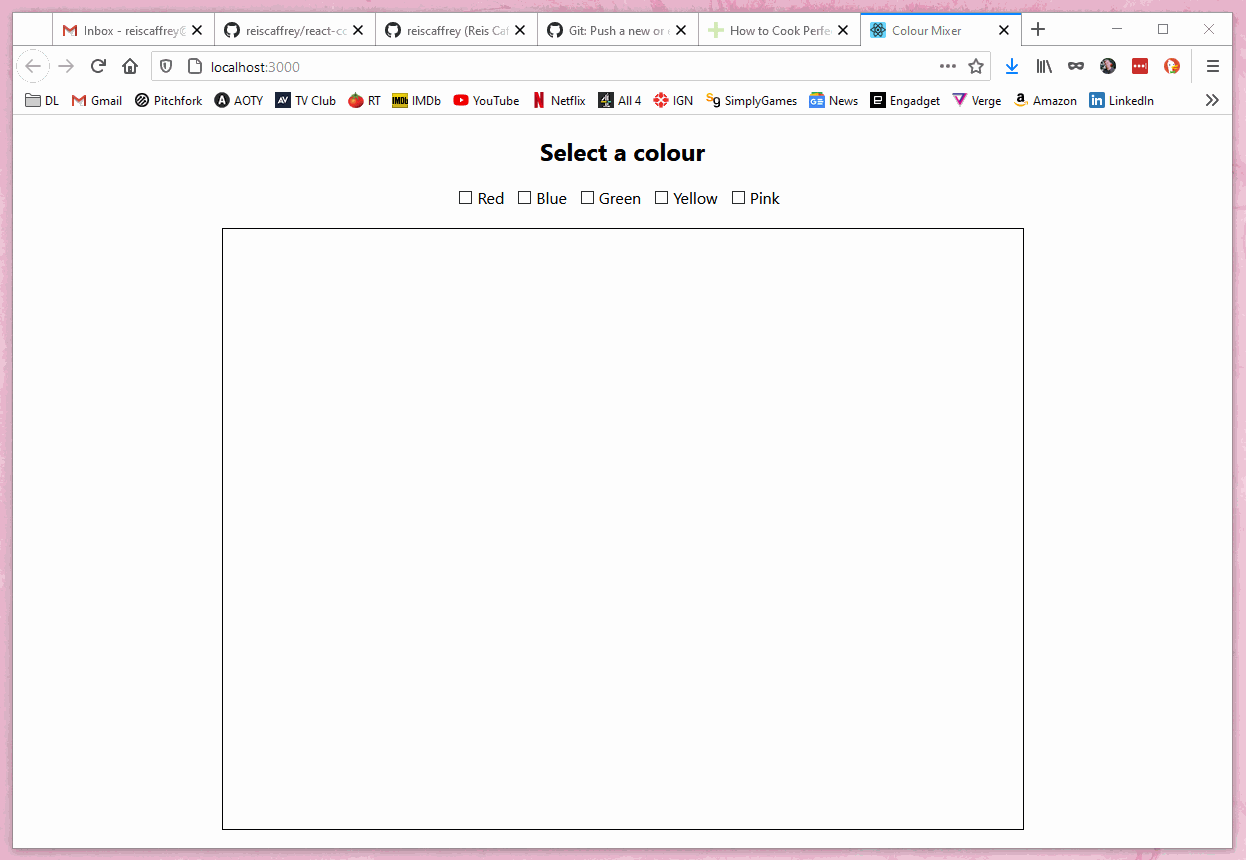 Inbox - reiscaffrey@ reiscaffrey/react-co reiscaffrey (Reis Caf Git: Push a new or How to Cook Perfe Colour Mixer
localhost:3000
DL Gmail Pitchfork AOTY TV Club RT IMDb YouTube Netflix All 4 IGN SimplyGames News Engadget Verge Amazon LinkedIn
Select a colour
Red Blue Green Yellow Pink